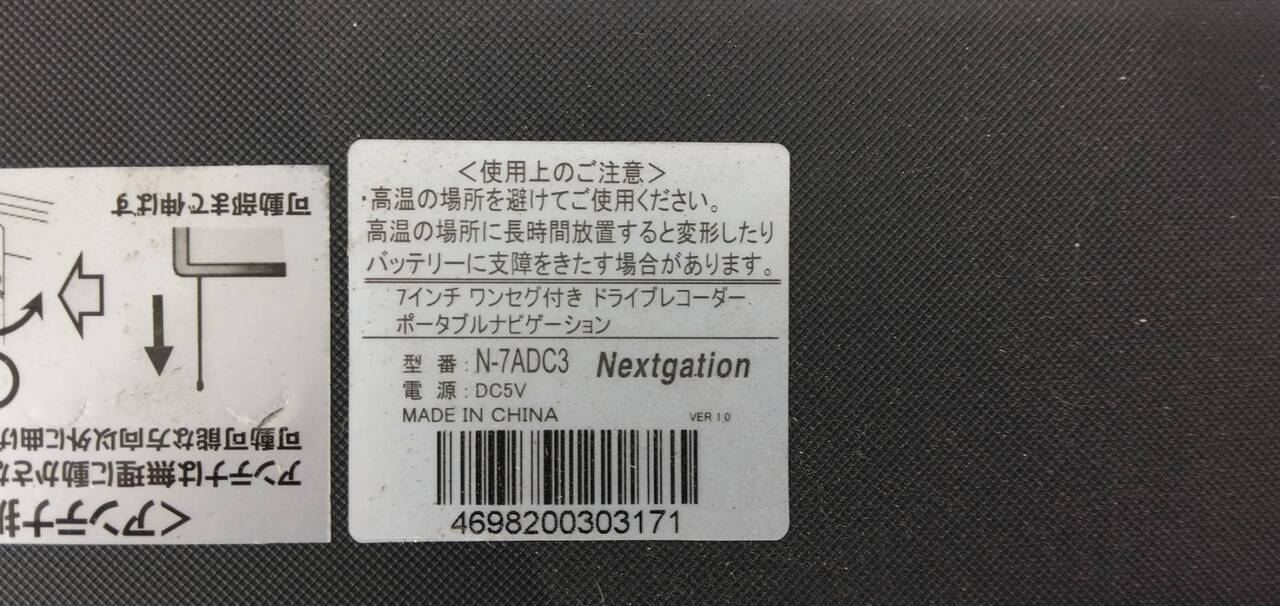 ＜使用上のご注意＞
・高温の場所を避けてご使用ください。
高温の場所に長時間放置すると変形したり
バッテリーに支障をきたす場合があります。
7インチ ワンセグ付き ドライブレコーダー
ポータブルナビゲーション
型 番 : N-7ADC3 Nextgation
電 源 : DC5V
MADE IN CHINA VER 1.0
4698200303171
＜アンテナ
アンテナは無理に動かさ
可動可能な方向以外に曲げ
可動部まで伸ばす